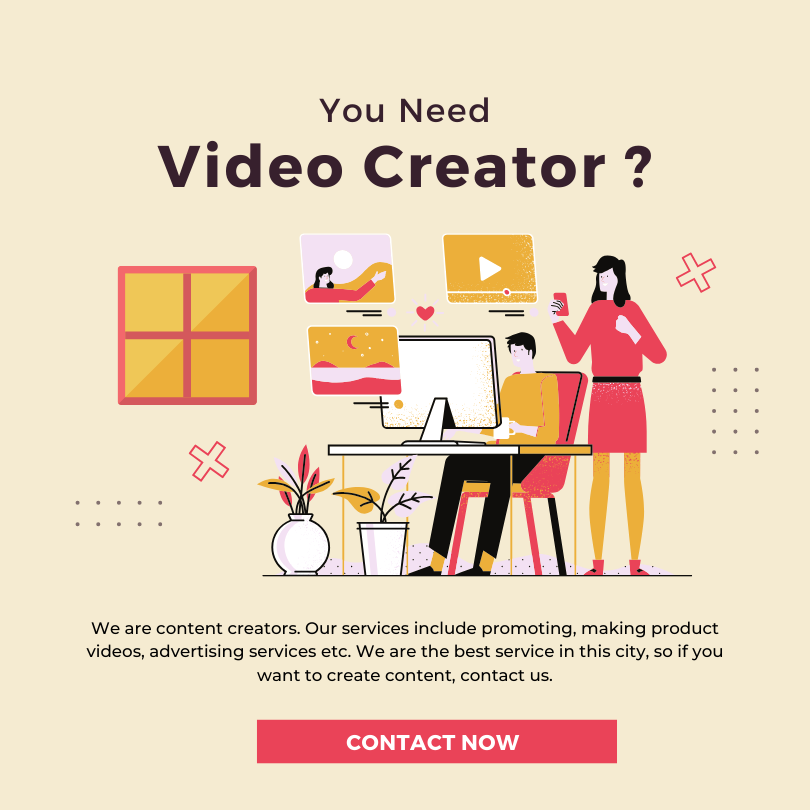 You Need
Video Creator ?
We are content creators. Our services include promoting, making product
videos, advertising services etc. We are the best service in this city, so if you
want to create content, contact us.
CONTACT NOW